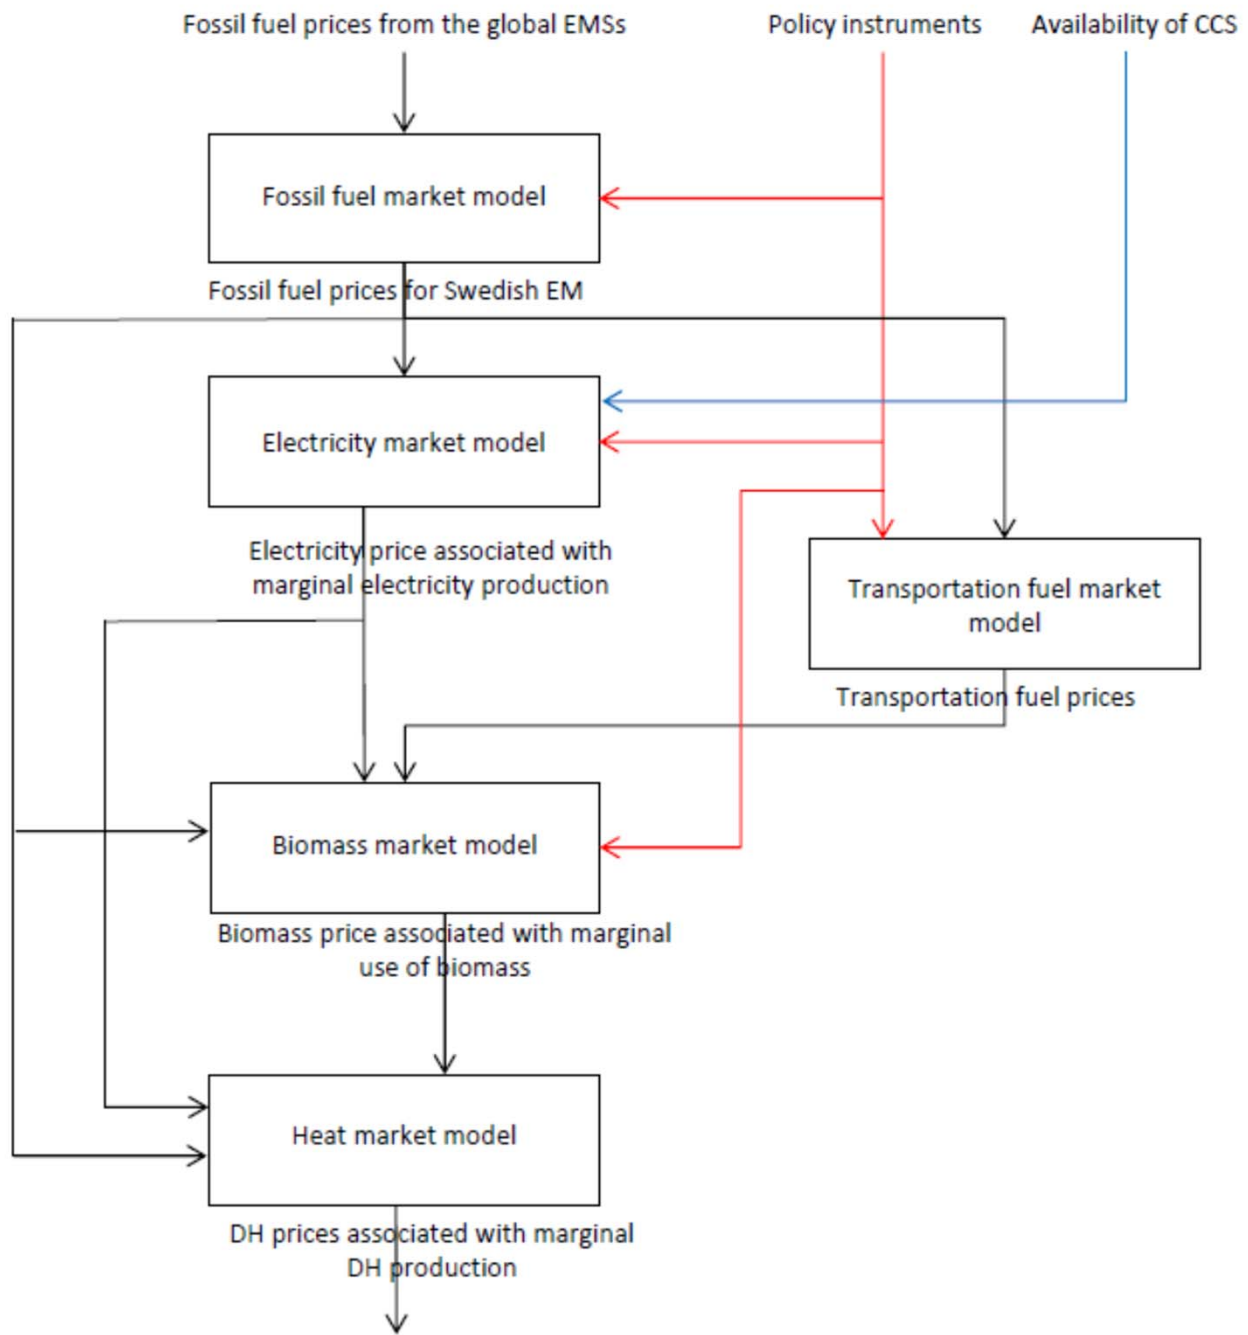 Fossil fuel prices from the global EMSs
Policy instruments
Availability of CCS
Fossil fuel market model
Fossil fuel prices for Swedish EM
Electricity market model
Electricity price associated with
marginal electricity production
Transportation fuel market
model
Transportation fuel prices
Biomass market model
Biomass price associated with marginal
use of biomass
Heat market model
DH prices associated with marginal
DH production